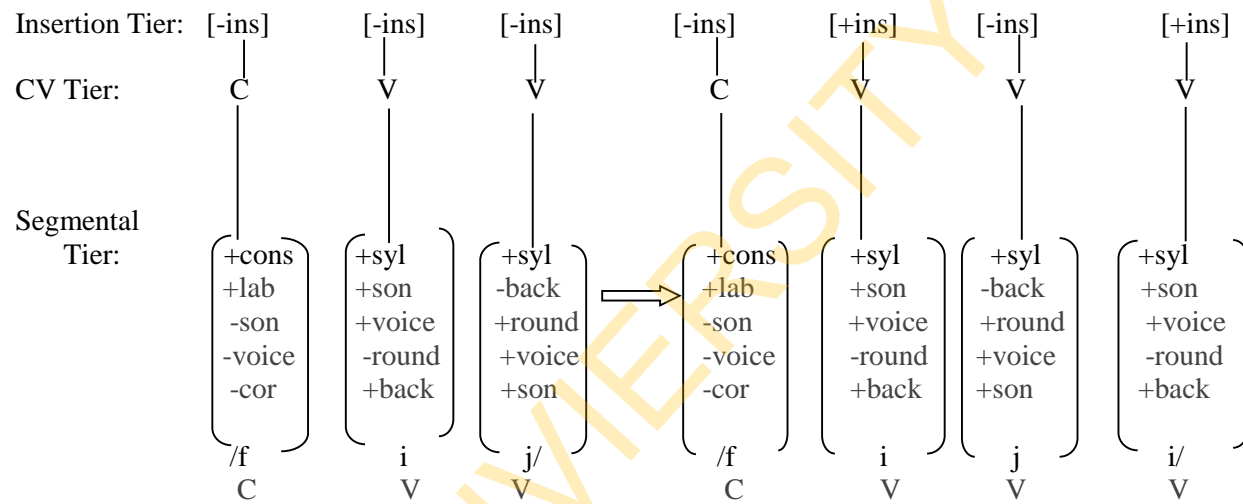 Insertion Tier: [-ins] [-ins] [-ins] [-ins] [+ins] [-ins] [+ins]
CV Tier: C V V C V V V
Segmental
Tier: +cons +syl +syl +cons +syl +syl +syl
+lab +son -back +lab +son -back +son
-son +voice +round -son +voice +round +voice
-voice -round +voice -voice -round +voice -round
-cor +back +son -cor +back +son +back
/f i j/ /f i j i/
C V V C V V V
UNIVERSITY